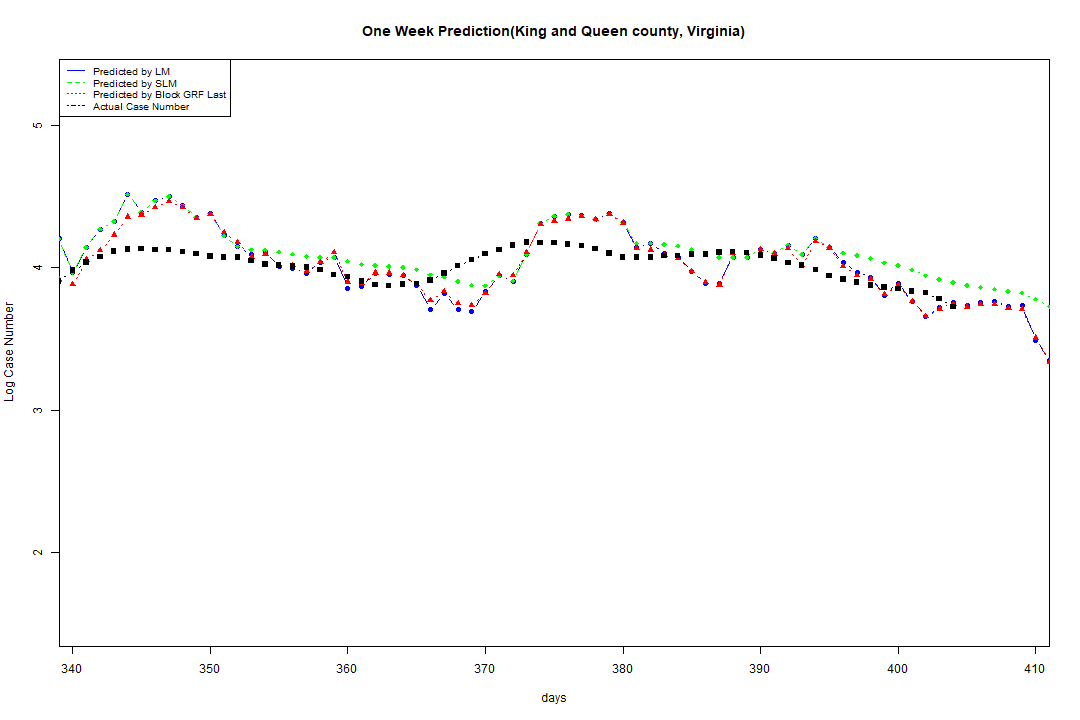 One Week Prediction(King and Queen county, Virginia)
Predicted by LM
Predicted by SLM
Predicted by Block GRF Last
Actual Case Number
5
4
3
2
Log Case Number
340 350 360 370 380 390 400 410
days